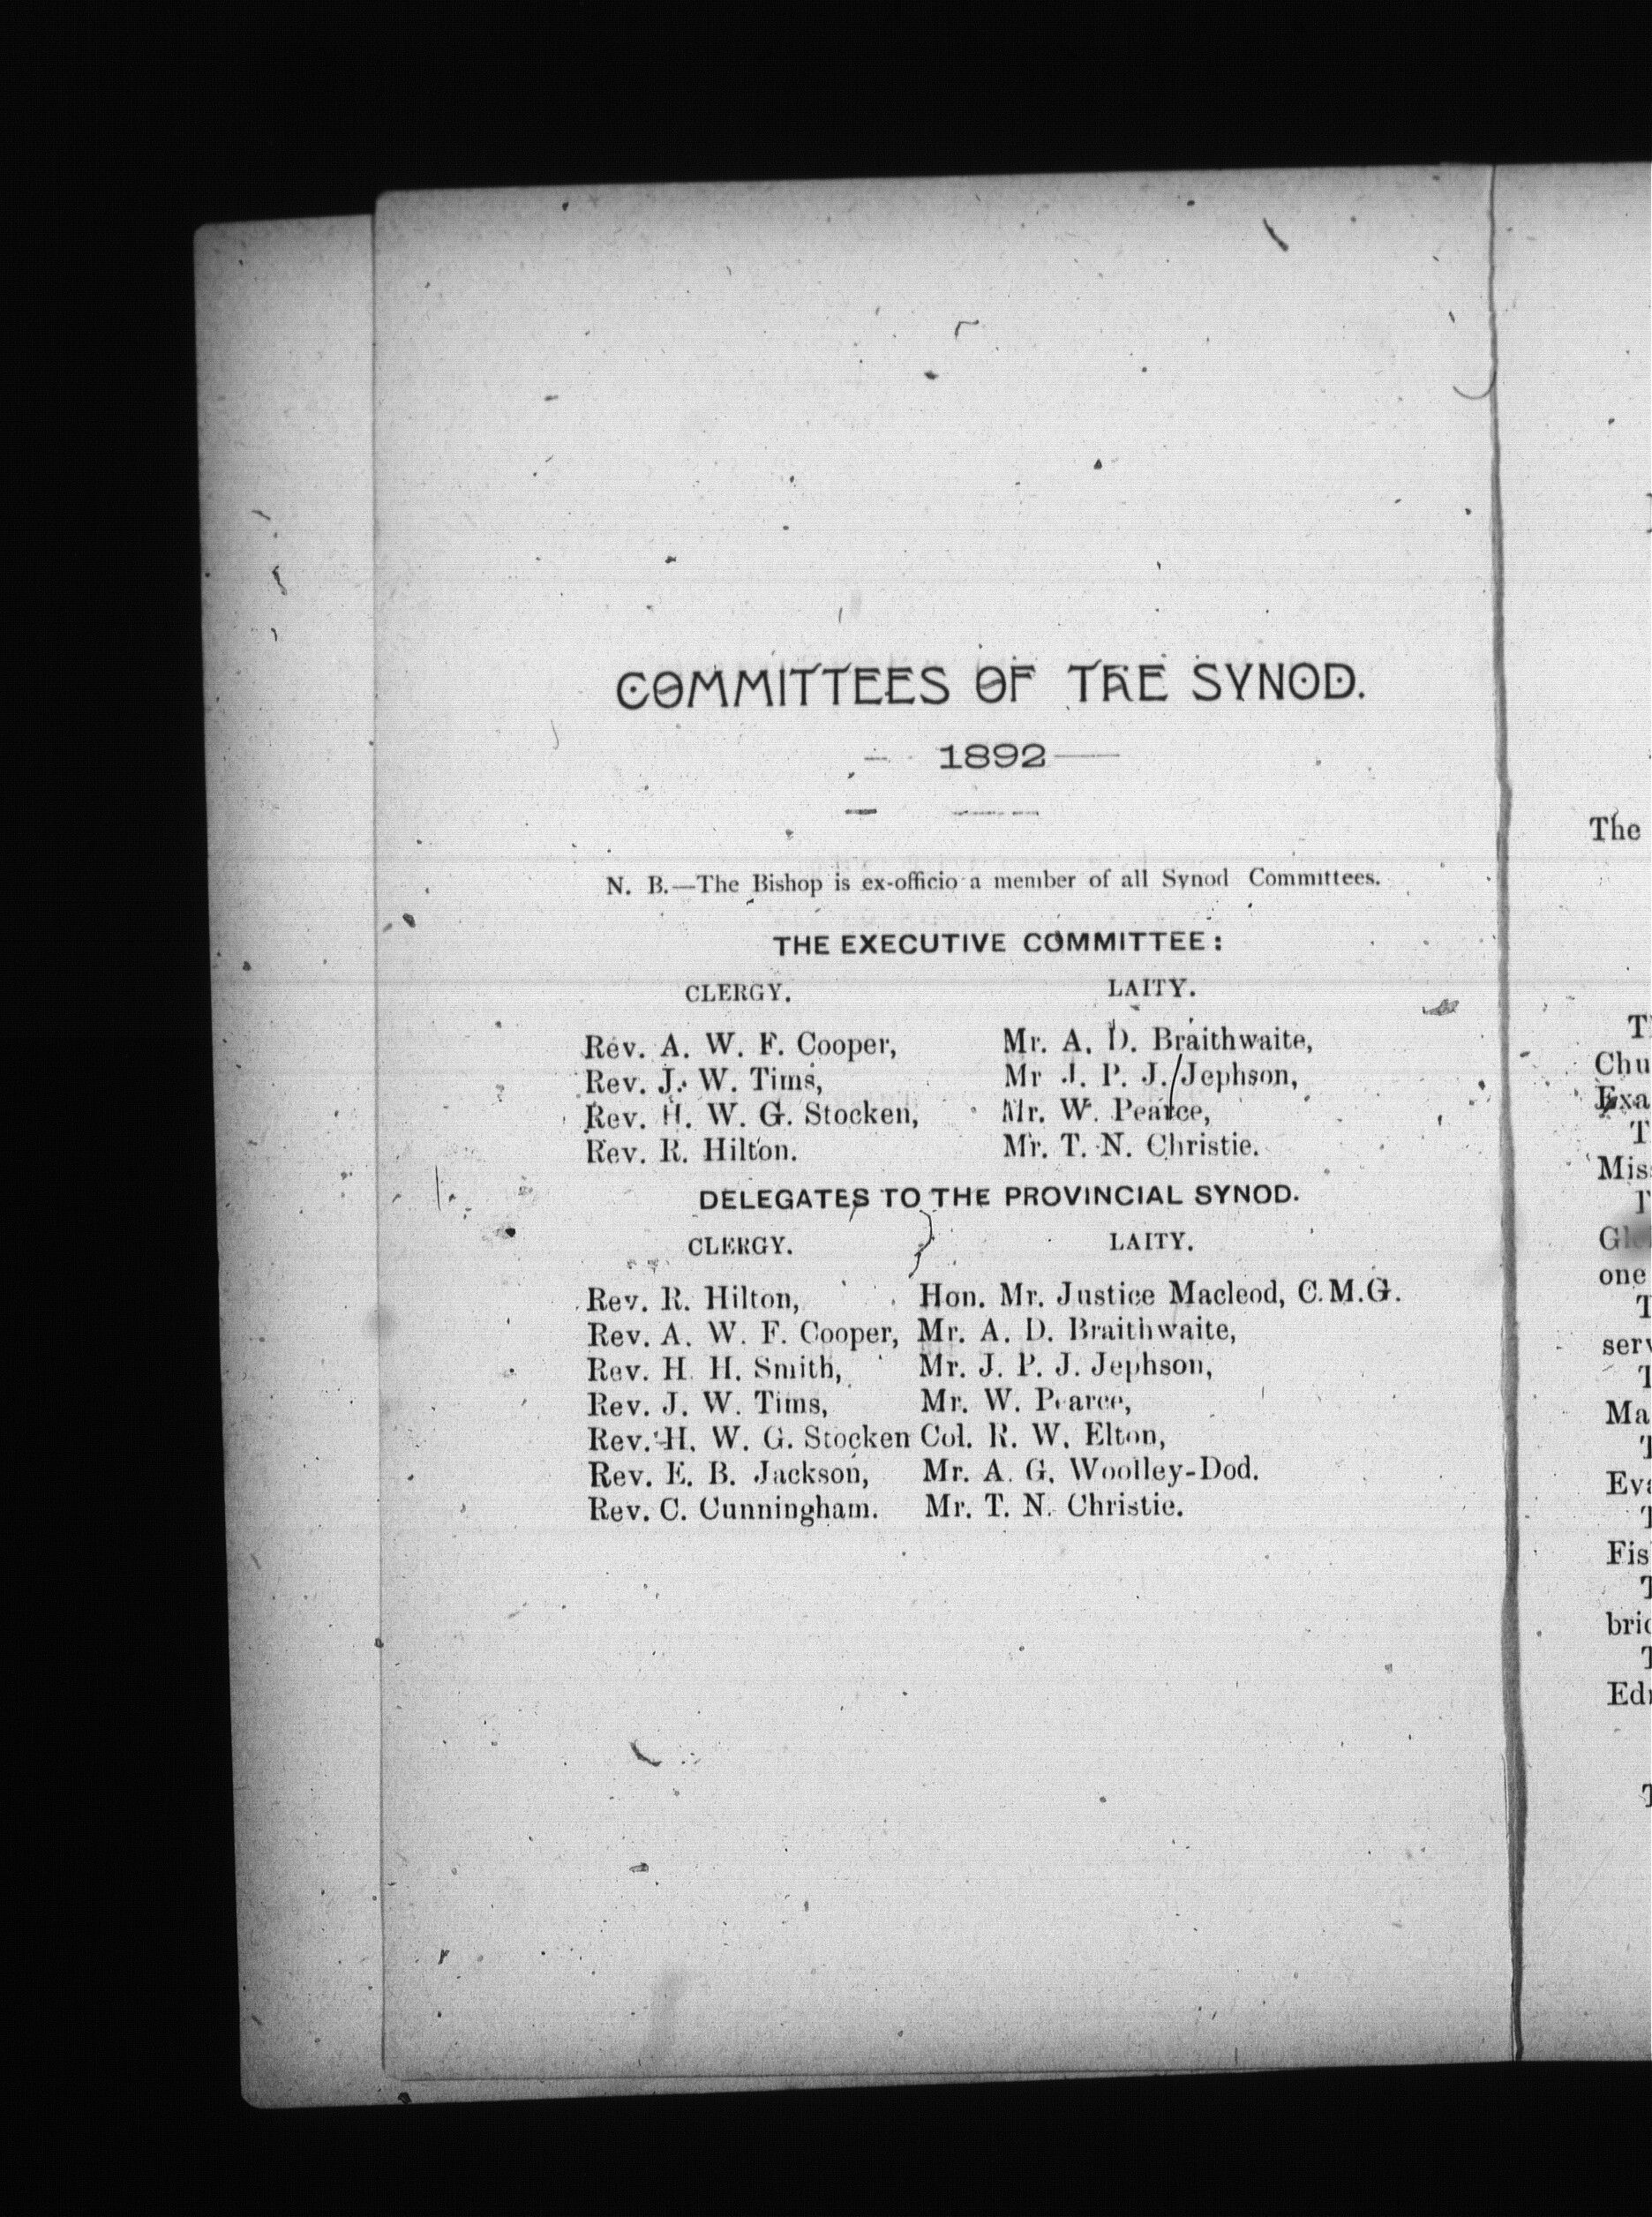 COMMITTEES OF THE SYNOD.
1892
N. B.—The Bishop is ex-officio a member of all Synod Committees.
THE EXECUTIVE COMMITTEE:
CLERGY. LAITY.
Rev. A. W. F. Cooper, Mr. A. D. Braithwaite,
Rev. J. W. Tims, Mr J. P. J. Jephson,
Rev. H. W. G. Stocken, Mr. W. Pearce,
Rev. R. Hilton. Mr. T. N. Christie.
DELEGATES TO THE PROVINCIAL SYNOD.
CLERGY. LAITY.
Rev. R. Hilton, Hon. Mr. Justice Macleod, C.M.G.
Rev. A. W. F. Cooper, Mr. A. D. Braithwaite,
Rev. H. H. Smith, Mr. J. P. J. Jephson,
Rev. J. W. Tims, Mr. W. Pearce,
Rev. H. W. G. Stocken Col. R. W. Elton,
Rev. E. B. Jackson, Mr. A. G. Woolley-Dod.
Rev. C. Cunningham. Mr. T. N. Christie.
The
Chu
Exa
Mis
one
serv
Ma
Eva
Fis
bric
Edr